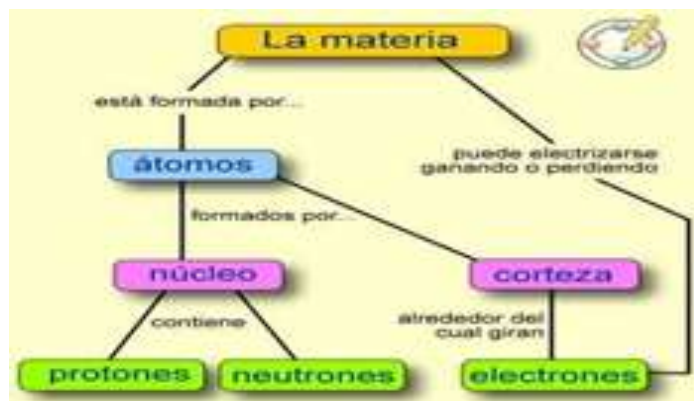 La materia
está formada por...
puede electrizarse
ganando o perdiendo
átomos
formados por...
núcleo
corteza
contiene
alrededor del
cual giran
protones
neutrones
electrones